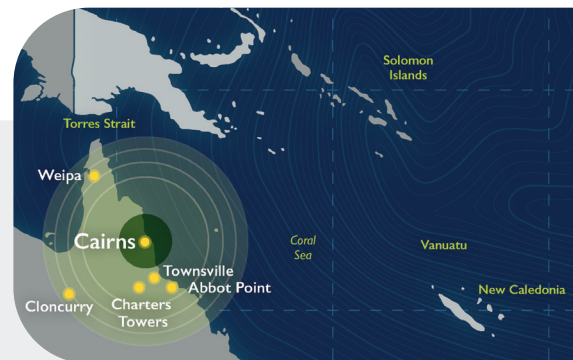 Solomon
Islands
Torres Strait
Weipa
Cairns
Coral
Sea
Vanuatu
Townsville
Abbot Point
New Caledonia
Cloncurry
Charters
Towers